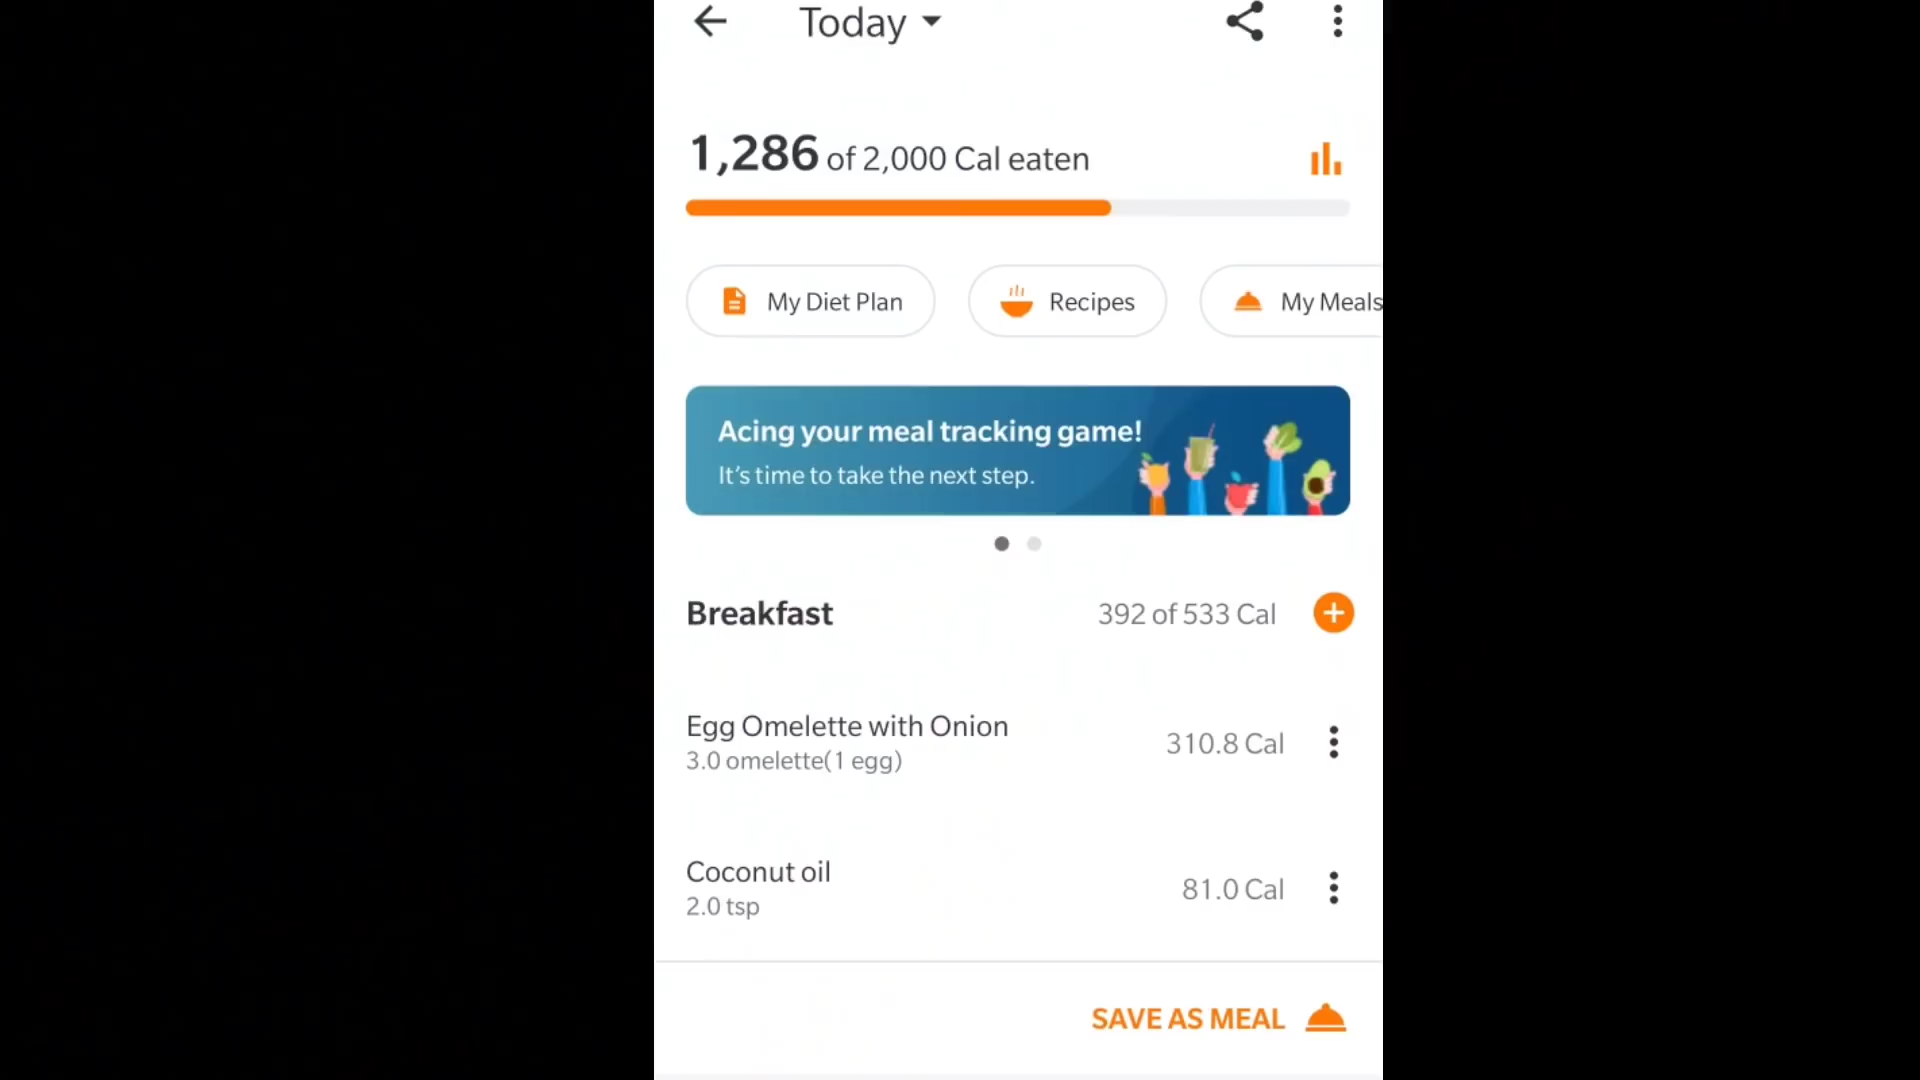 Today
1,286 of 2,000 Cal eaten
My Diet Plan
Recipes
My Meals
Acing your meal tracking game!
It's time to take the next step.
Breakfast
392 of 533 Cal
Egg Omelette with Onion
3.0 omelette(1 egg)
310.8 Cal
Coconut oil
2.0 tsp
81.0 Cal
SAVE AS MEAL